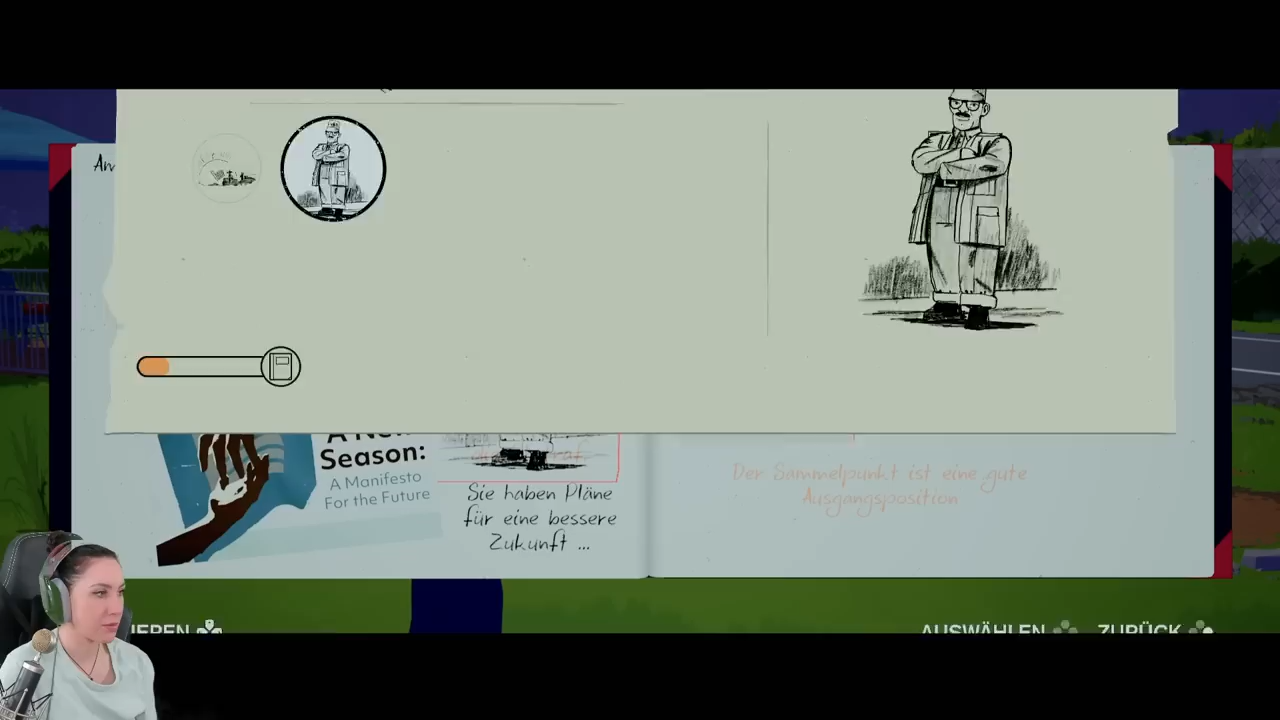 Season:
A Manifesto
For the Future
Sie haben Pläne
für eine bessere
Zukunft ...
Der Sammelpunkt ist eine gute
Ausgangsposition
AUSWÄHLEN
ZURÜCK